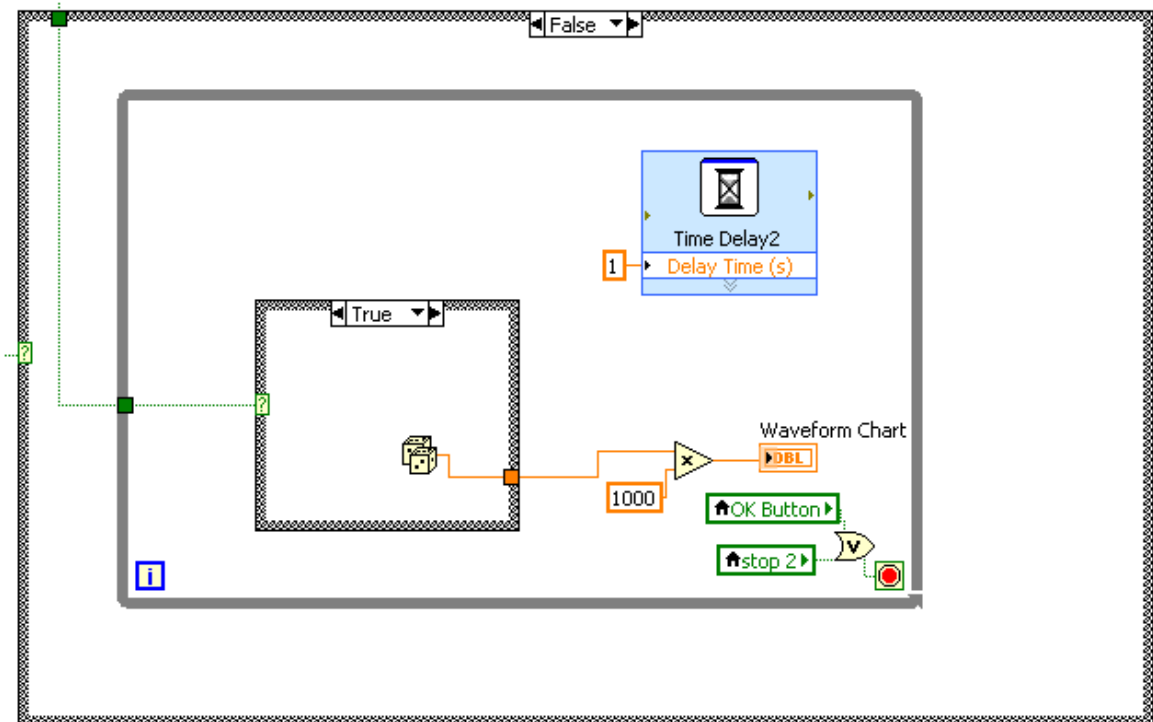 False
Time Delay2
1
Delay Time (s)
True
?
?
Waveform Chart
x
DBL
1000
OK Button
stop 2
V
i